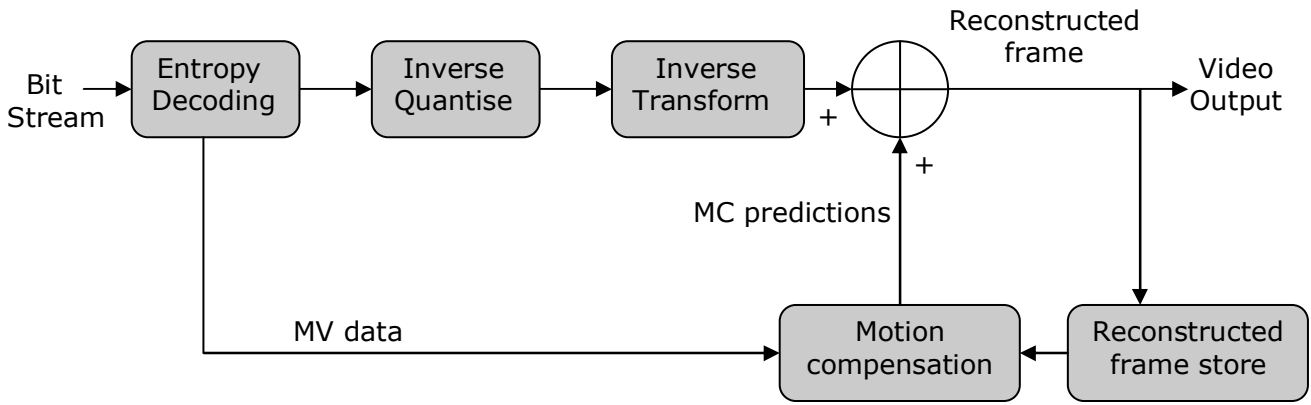 Bit
Stream
Entropy
Decoding
Inverse
Quantise
Inverse
Transform
+
+
Reconstructed
frame
Video
Output
MC predictions
MV data
Motion
compensation
Reconstructed
frame store